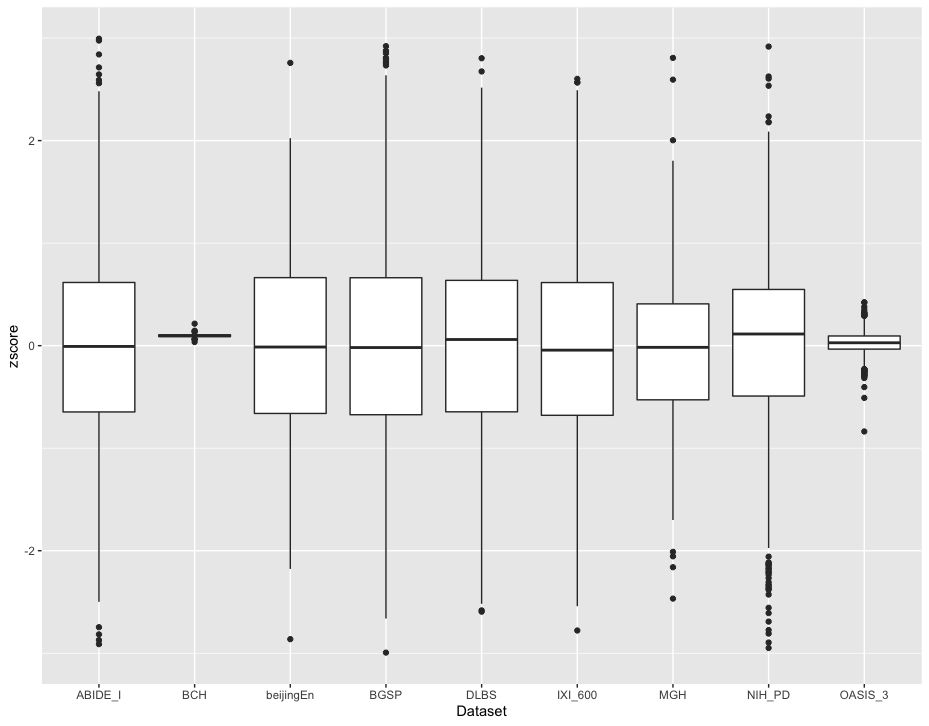 zscore
2
0
-2
ABIDE_I BCH beijingEn BGSP DLBS IXI_600 MGH NIH_PD OASIS_3
Dataset